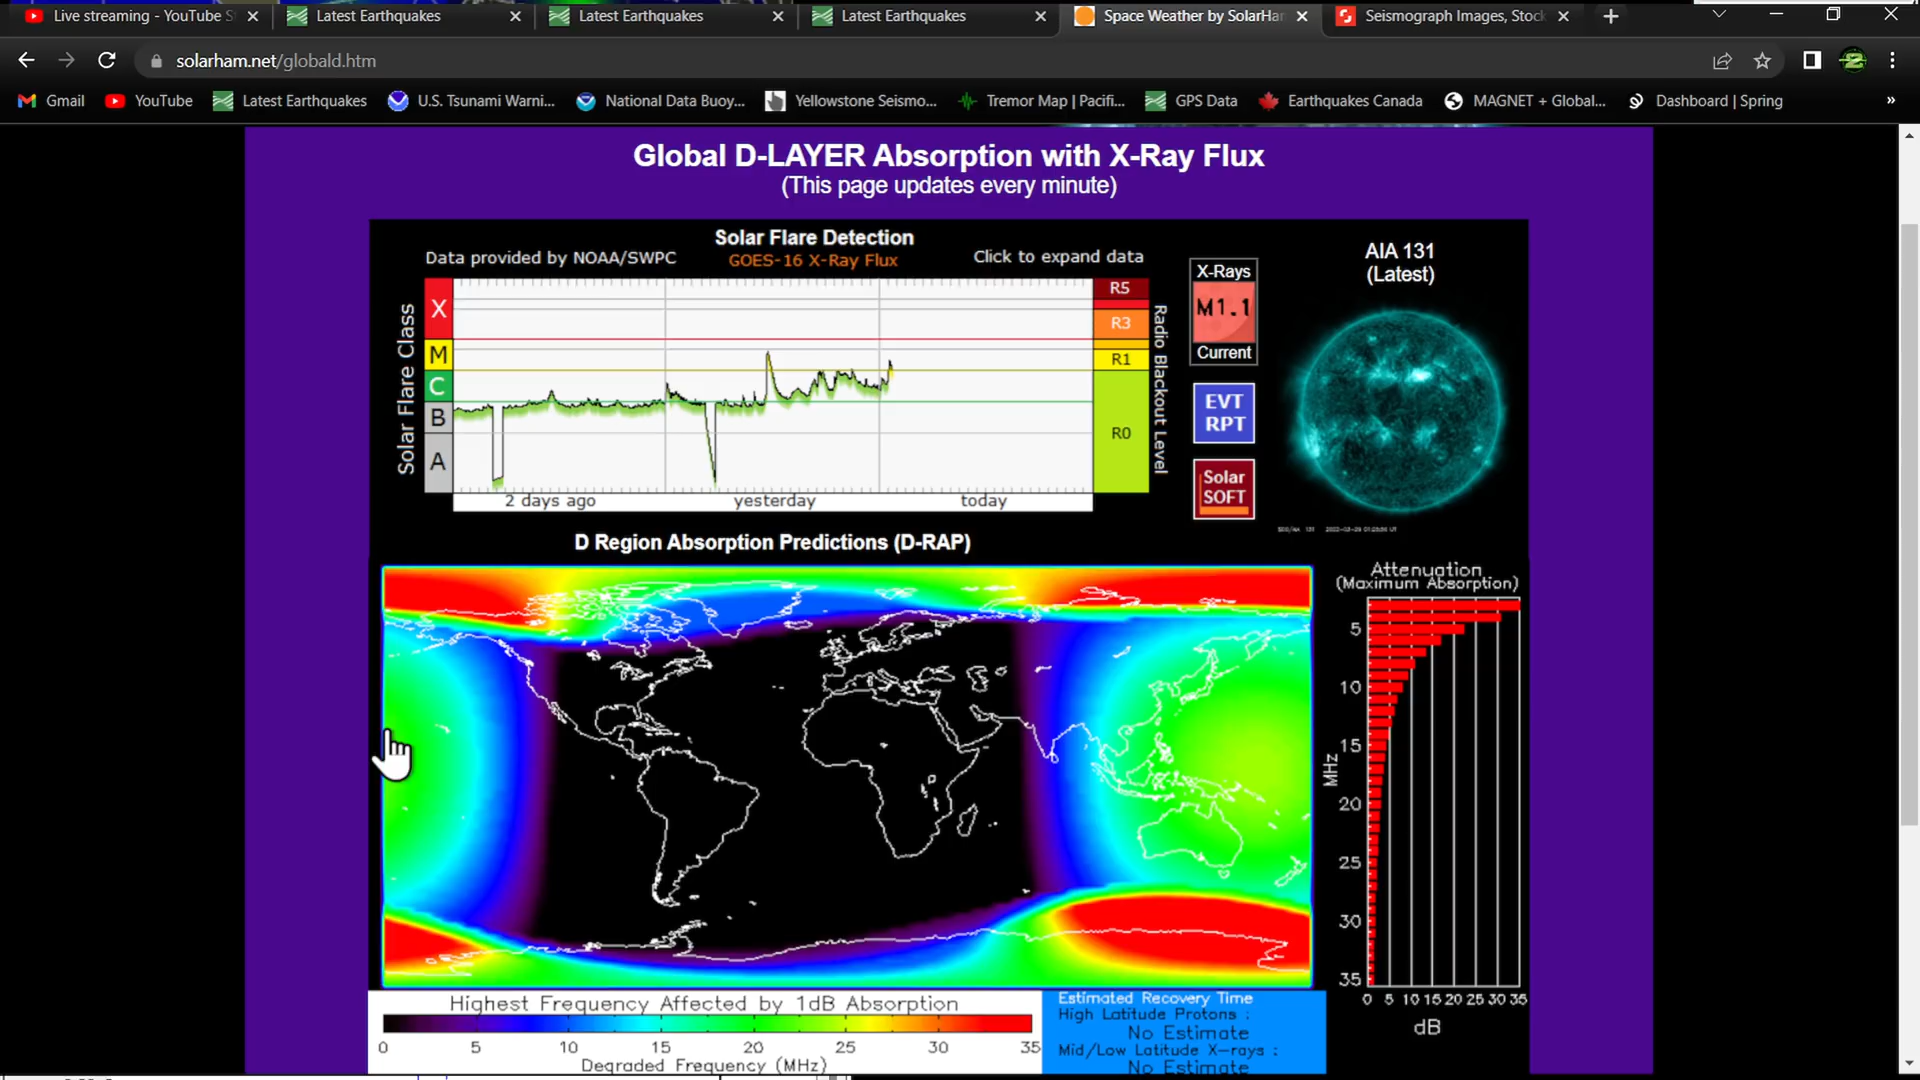 Live streaming - YouTube S
Latest Earthquakes
Latest Earthquakes
Latest Earthquakes
Space Weather by SolarHam
Seismograph Images, Stock
solarham.net/globald.htm
Gmail
YouTube
Latest Earthquakes
U.S. Tsunami Warni...
National Data Buoy...
Yellowstone Seismo...
Tremor Map | Pacifi...
GPS Data
Earthquakes Canada
MAGNET + Global...
Dashboard | Spring
»
Global D-LAYER Absorption with X-Ray Flux
(This page updates every minute)
Solar Flare Detection
Data provided by NOAA/SWPC
GOES-16 X-Ray Flux
Click to expand data
Solar Flare Class
X
M
C
B
A
R5
R3
R1
R0
Radio Blackout Level
2 days ago
yesterday
today
X-Rays
M1.1
Current
EVT
RPT
Solar
SOFT
AIA 131
(Latest)
D Region Absorption Predictions (D-RAP)
Attenuation
(Maximum Absorption)
5
10
15
20
25
30
35
MHz
0 5 10 15 20 25 30 35
dB
Highest Frequency Affected by 1dB Absorption
0 5 10 15 20 25 30 35
Degraded Frequency (MHz)
Estimated Recovery Time
High Latitude Protons :
No Estimate
Mid/Low Latitude X-rays :
No Estimate